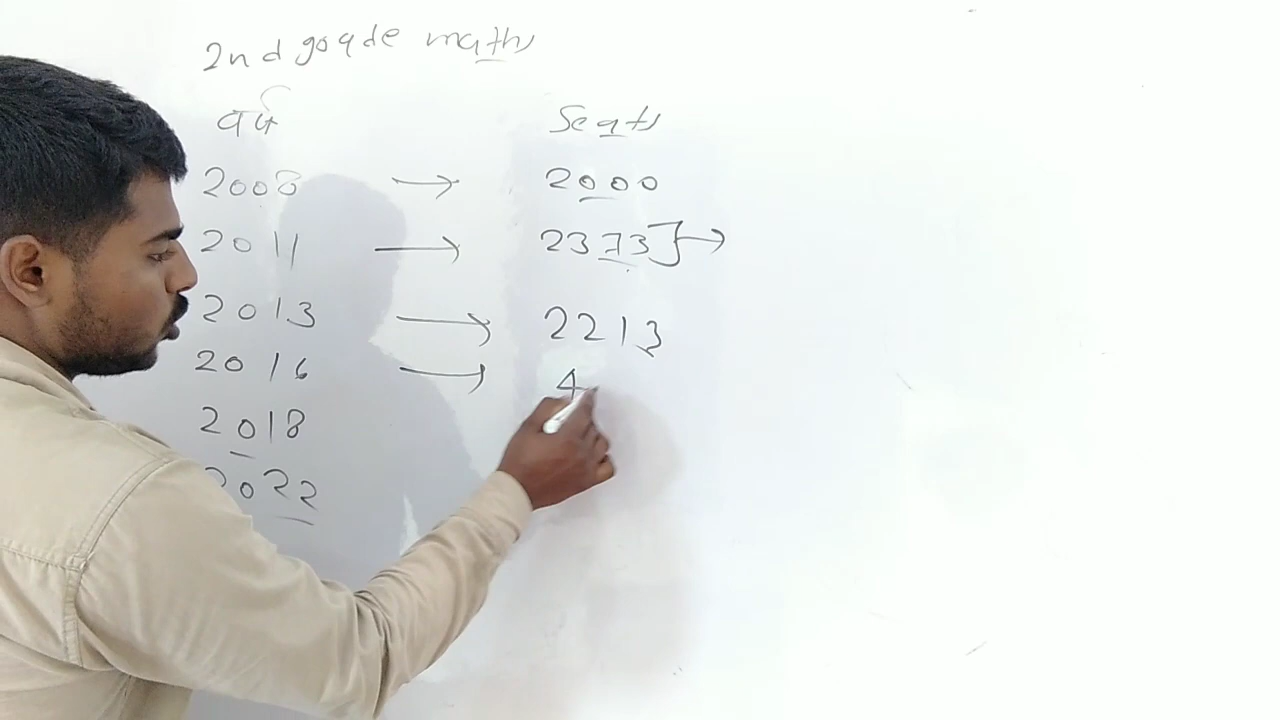 2nd grade maths
वर्ष Seats
2008 → 2000
2011 → 2373 } →
2013 → 2213
2016 → 4
2018
2022